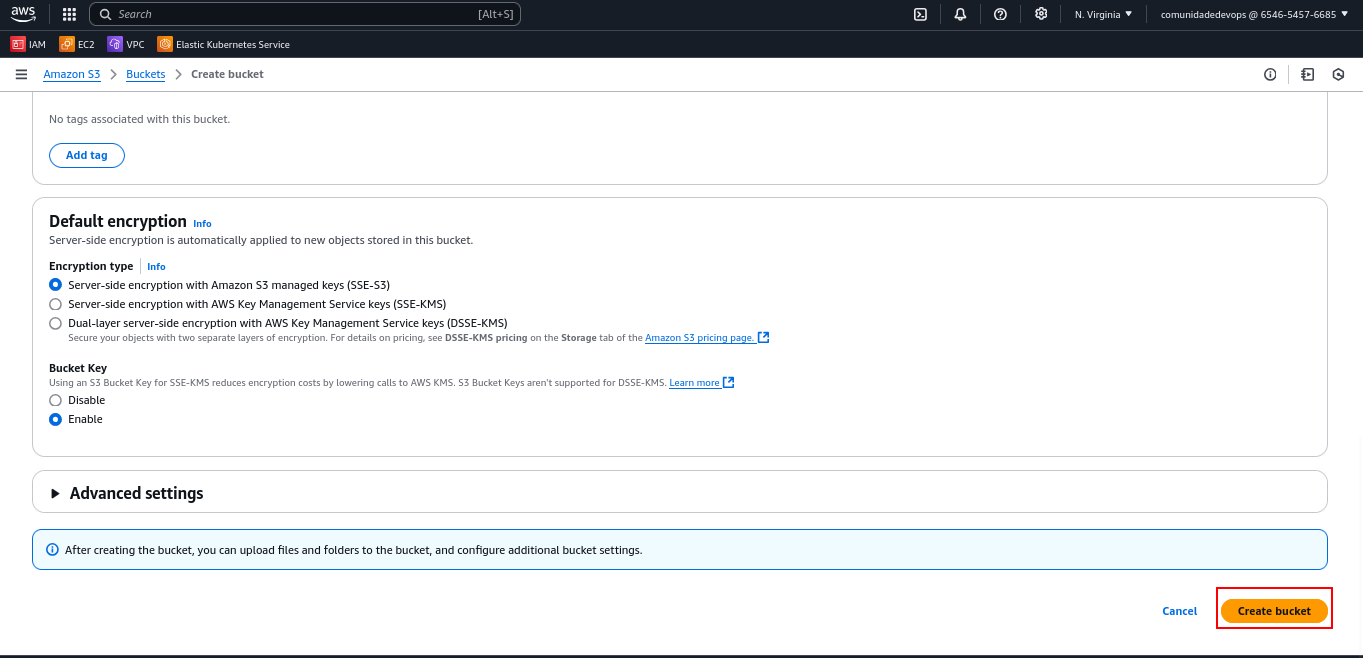 aws
Search [Alt+S]
N. Virginia
comunidadedevops @ 6546-5457-6685
IAM EC2 VPC Elastic Kubernetes Service
Amazon S3 > Buckets > Create bucket
No tags associated with this bucket.
Add tag
Default encryption Info
Server-side encryption is automatically applied to new objects stored in this bucket.
Encryption type Info
Server-side encryption with Amazon S3 managed keys (SSE-S3)
Server-side encryption with AWS Key Management Service keys (SSE-KMS)
Dual-layer server-side encryption with AWS Key Management Service keys (DSSE-KMS)
Secure your objects with two separate layers of encryption. For details on pricing, see DSSE-KMS pricing on the Storage tab of the Amazon S3 pricing page.
Bucket Key
Using an S3 Bucket Key for SSE-KMS reduces encryption costs by lowering calls to AWS KMS. S3 Bucket Keys aren't supported for DSSE-KMS. Learn more
Disable
Enable
Advanced settings
After creating the bucket, you can upload files and folders to the bucket, and configure additional bucket settings.
Cancel
Create bucket